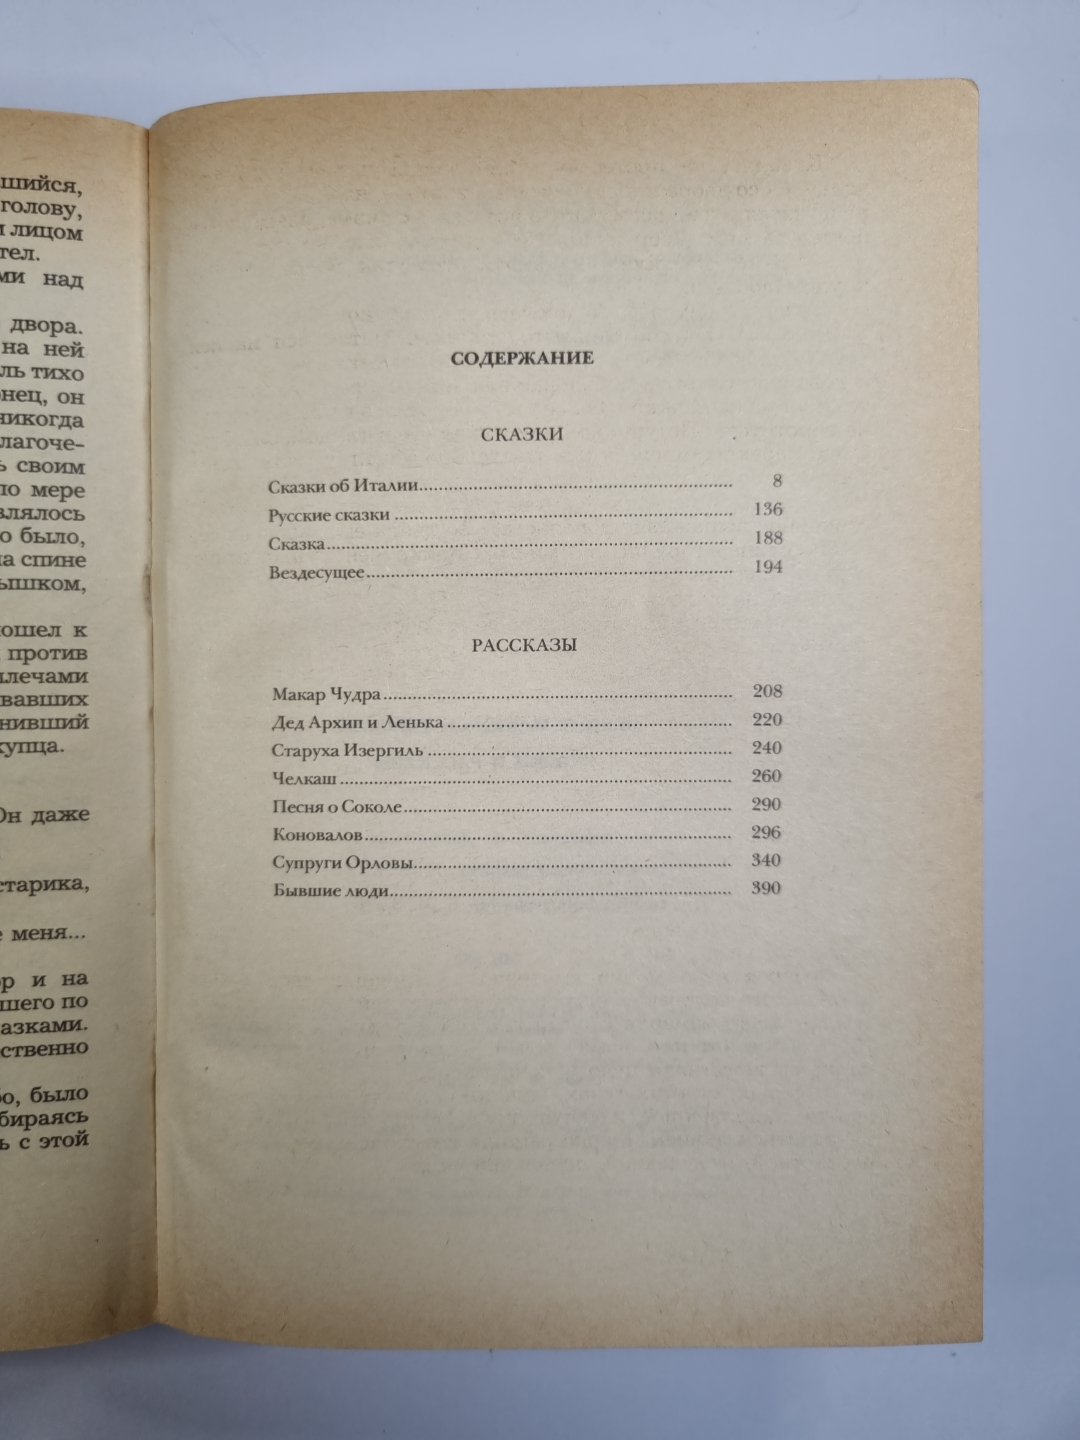 шийся,
голову,
лицом
тел.
ми над
двора.
на ней
ль тихо
нец, он
никогда
лагоче-
ь своим
по мере
влялось
о было,
на спине
ышком,
ошел к
против
плечами
вавших
нивший
купца.
Он даже
старика,
е меня...
ор и на
шего по
азками.
ственно
бо, было
бираясь
ь с этой
СОДЕРЖАНИЕ
СКАЗКИ
Сказки об Италии 8
Русские сказки 136
Сказка 188
Вездесущее 194
РАССКАЗЫ
Макар Чудра 208
Дед Архип и Ленька 220
Старуха Изергиль 240
Челкаш 260
Песня о Соколе 290
Коновалов 296
Супруги Орловы 340
Бывшие люди 390